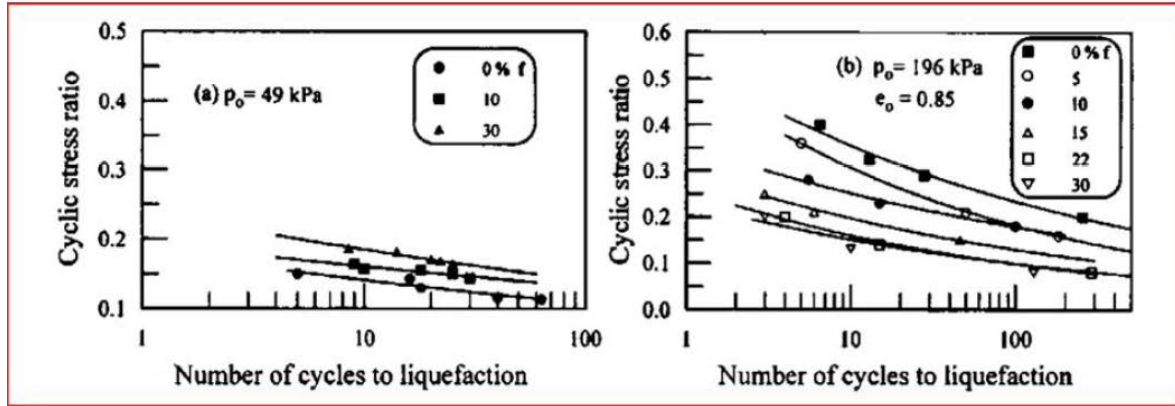 Cyclic stress ratio
0.5
0.4
0.3
0.2
0.1
(a) pₒ= 49 kPa
0% f
10
30
1
10
100
Number of cycles to liquefaction
Cyclic stress ratio
0.6
0.5
0.4
0.3
0.2
0.1
0.0
(b) pₒ= 196 kPa
eₒ = 0.85
0% f
5
10
15
22
30
1
10
100
Number of cycles to liquefaction